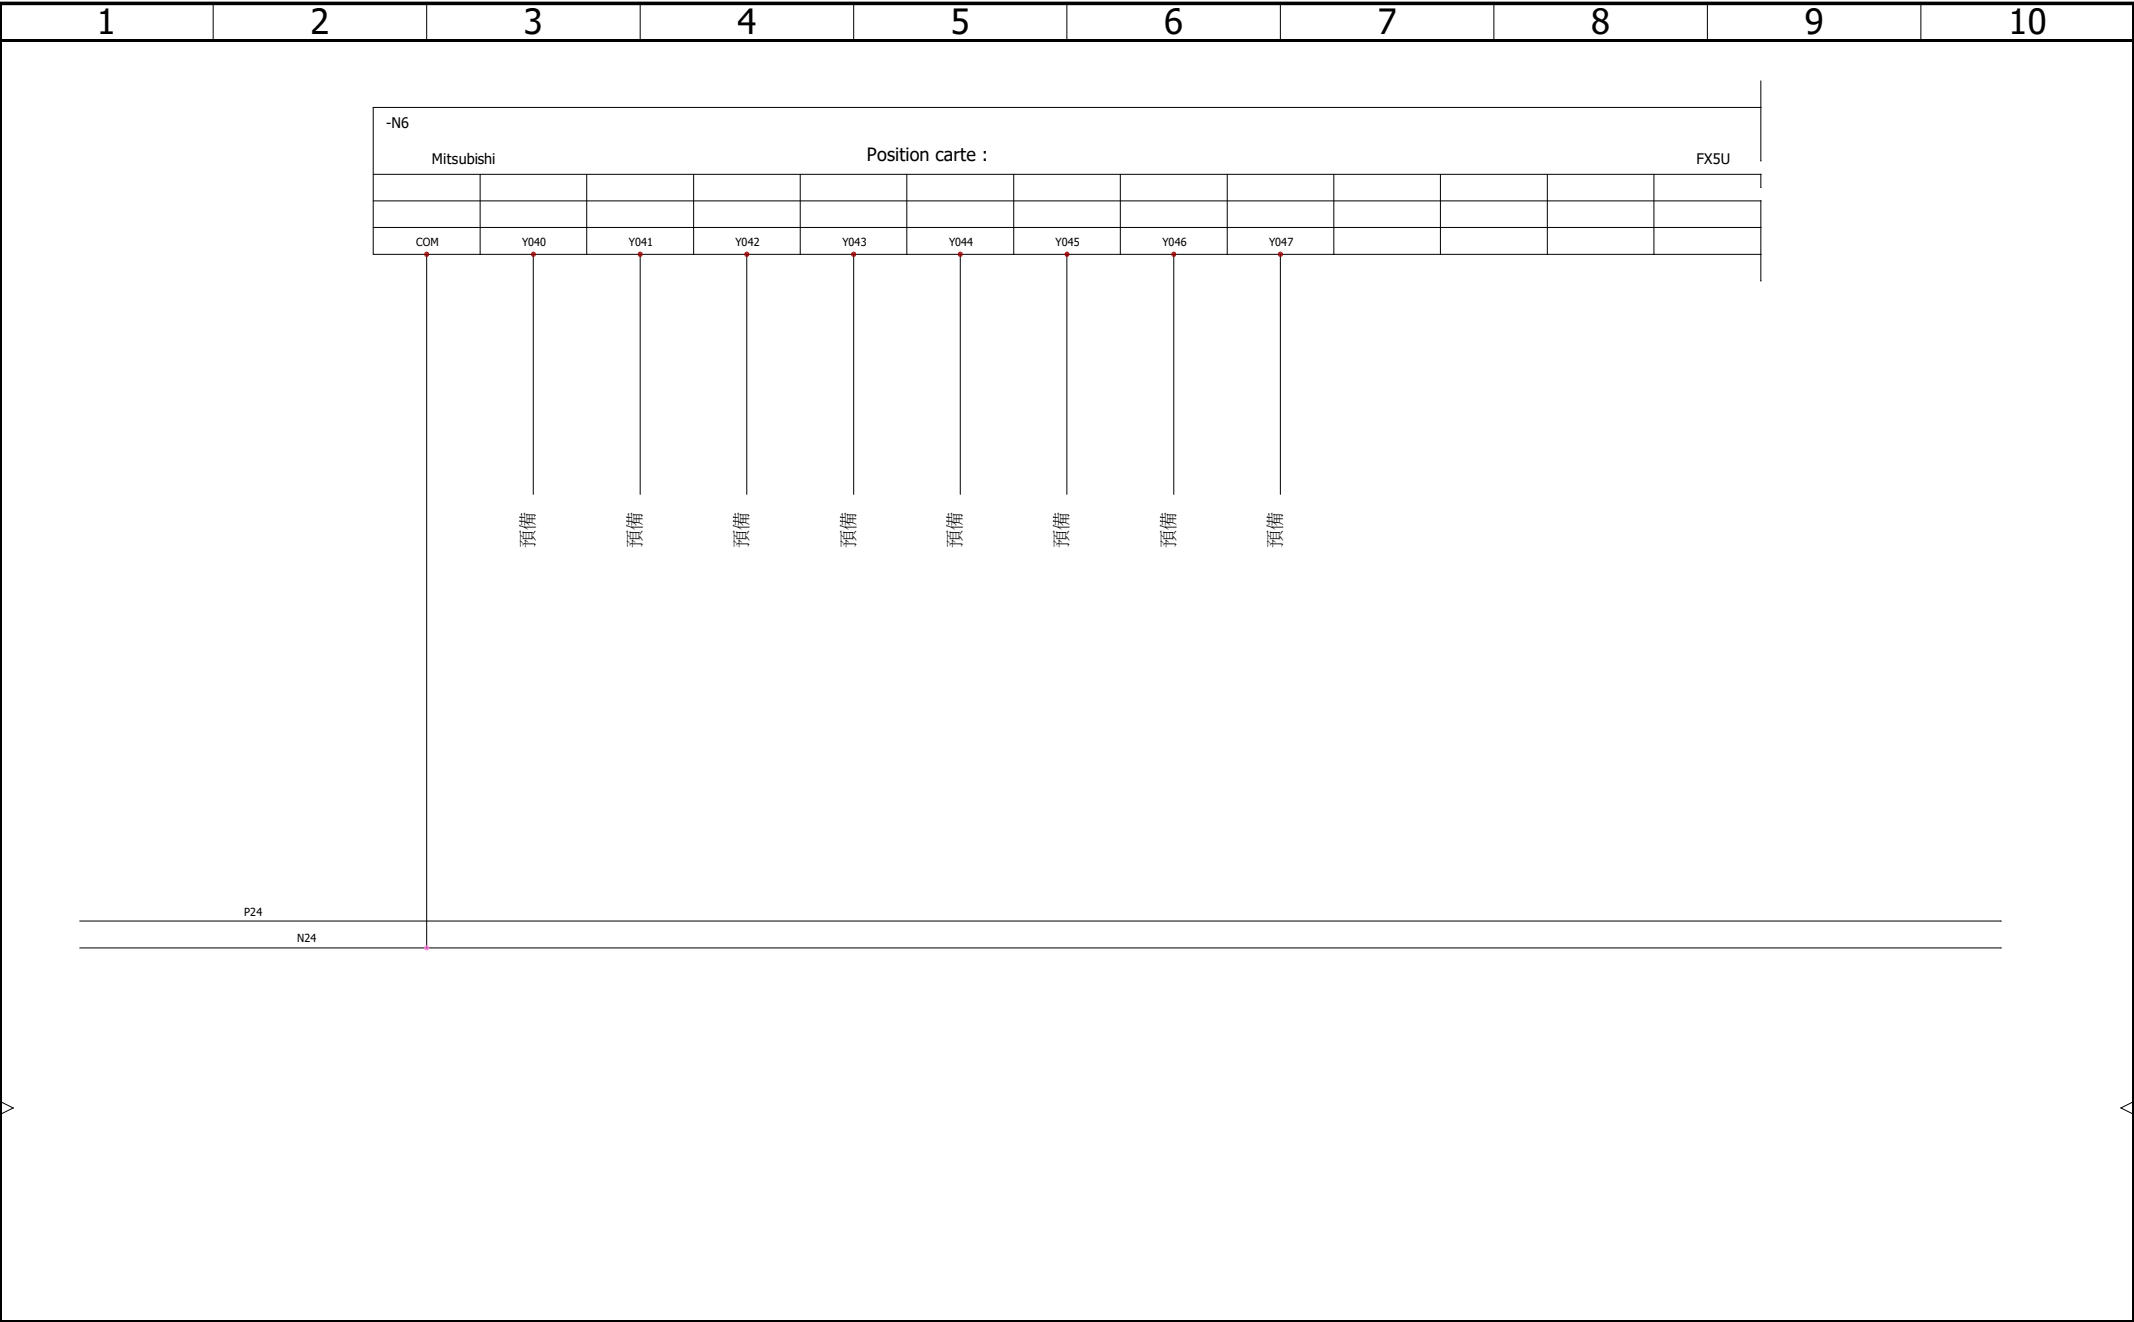 1 2 3 4 5 6 7 8 9 10
-N6
Mitsubishi Position carte : FX5U
COM Y040 Y041 Y042 Y043 Y044 Y045 Y046 Y047
預備 預備 預備 預備 預備 預備 預備 預備
P24
N24